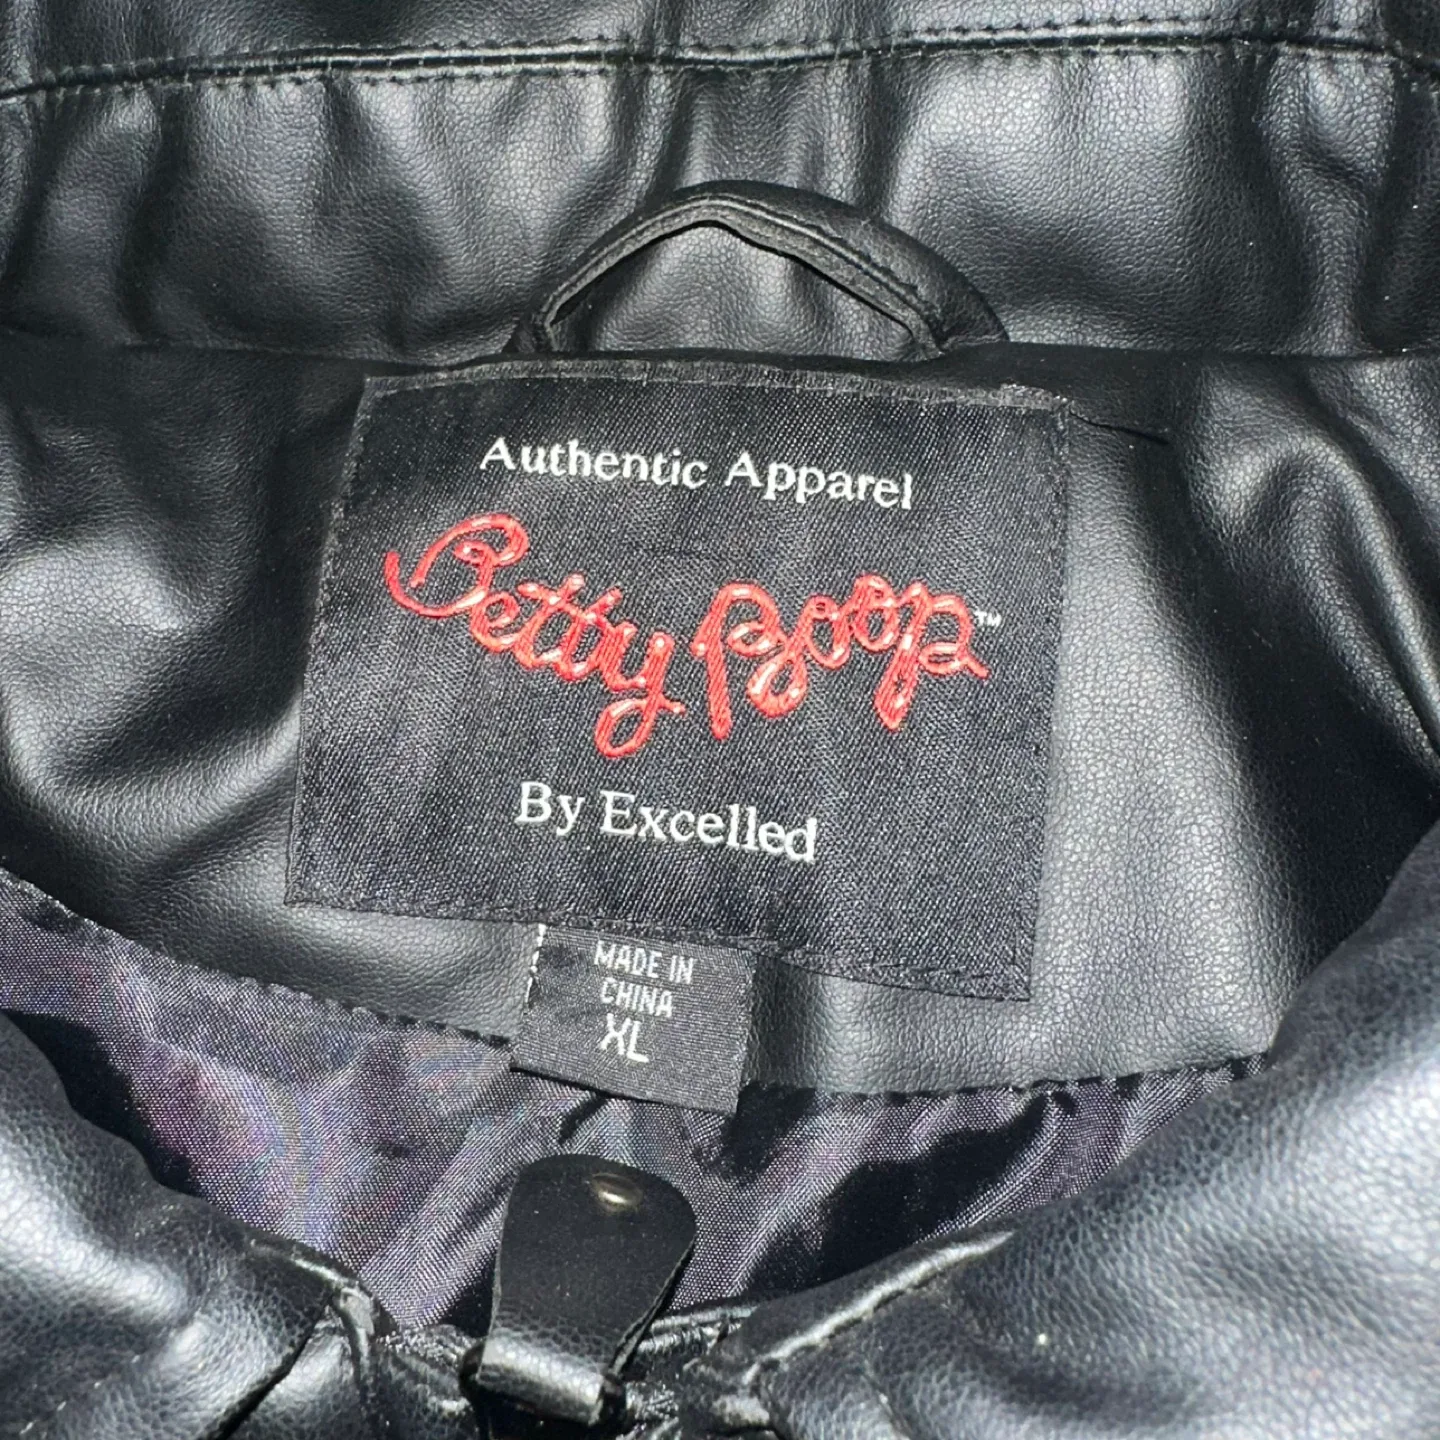 Authentic Apparel
Betty Boop™
By Excelled
MADE IN
CHINA
XL